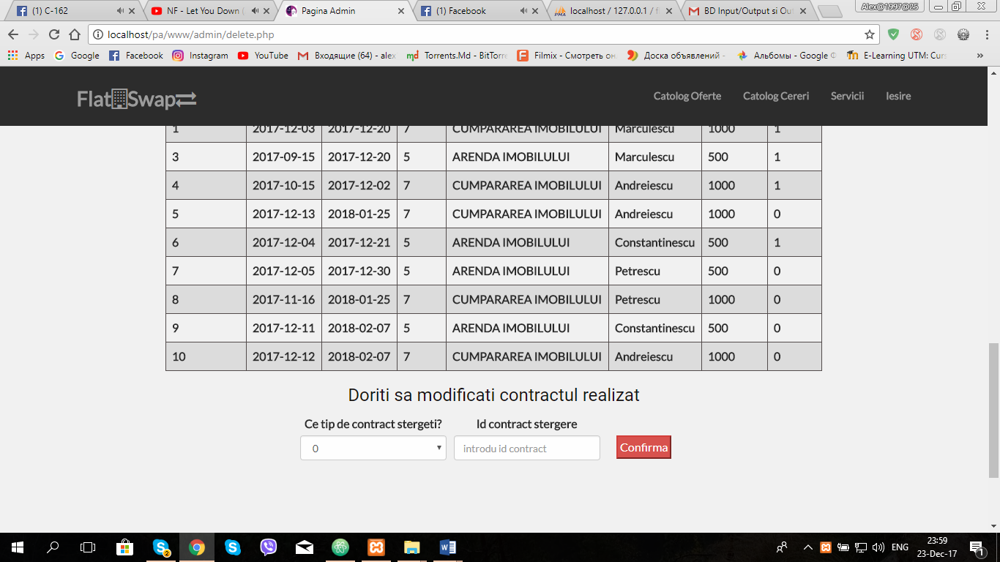 (1) C-162
NF - Let You Down (
Pagina Admin
(1) Facebook
localhost / 127.0.0.1 / f
BD Input/Output si Ou
Alex@1997@25
localhost/pa/www/admin/delete.php
Apps
Google
Facebook
Instagram
YouTube
Входящие (64) - alex
Torrents.Md - BitTorre
Filmix - Смотреть он
Доска объявлений -
Альбомы - Google Ф
E-Learning UTM: Cur
»
Flat Swap
Catolog Oferte
Catolog Cereri
Servicii
Iesire
1 2017-12-03 2017-12-20 7 CUMPARAREA IMOBILULUI Marculescu 1000 1
3 2017-09-15 2017-12-20 5 ARENDA IMOBILULUI Marculescu 500 1
4 2017-10-15 2017-12-02 7 CUMPARAREA IMOBILULUI Andreiescu 1000 1
5 2017-12-13 2018-01-25 7 CUMPARAREA IMOBILULUI Andreiescu 1000 0
6 2017-12-04 2017-12-21 5 ARENDA IMOBILULUI Constantinescu 500 1
7 2017-12-05 2017-12-30 5 ARENDA IMOBILULUI Petrescu 500 0
8 2017-11-16 2018-01-25 7 CUMPARAREA IMOBILULUI Petrescu 1000 0
9 2017-12-11 2018-02-07 5 ARENDA IMOBILULUI Constantinescu 500 0
10 2017-12-12 2018-02-07 7 CUMPARAREA IMOBILULUI Andreiescu 1000 0
Doriti sa modificati contractul realizat
Ce tip de contract stergeti?
Id contract stergere
0
introdu id contract
Confirma
2
ENG
23:59
23-Dec-17
1